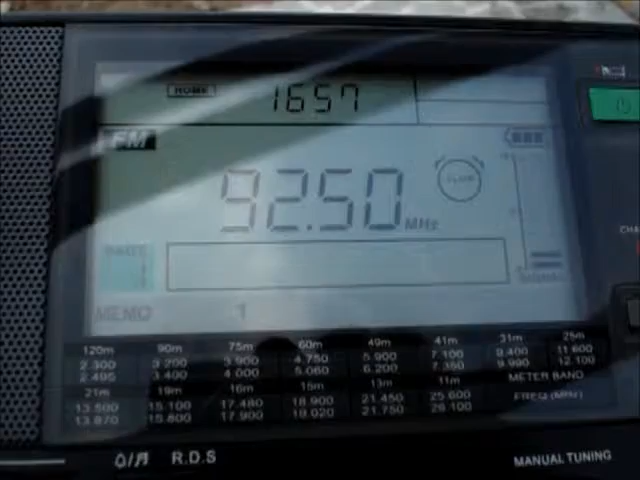 HOME 1657
FM
92.50 MHz
PAGE
MEMO 1
120m 90m 75m 60m 49m 41m 31m 25m
2.300 3.200 3.900 4.750 5.900 7.100 9.400 11.600
2.495 3.400 4.000 5.060 6.200 7.350 9.990 12.100
21m 19m 16m 15m 13m 11m METER BAND
13.500 15.100 17.480 18.900 21.450 25.600 FREQ (MHz)
13.870 15.800 17.900 19.020 21.750 26.100
R.D.S MANUAL TUNING